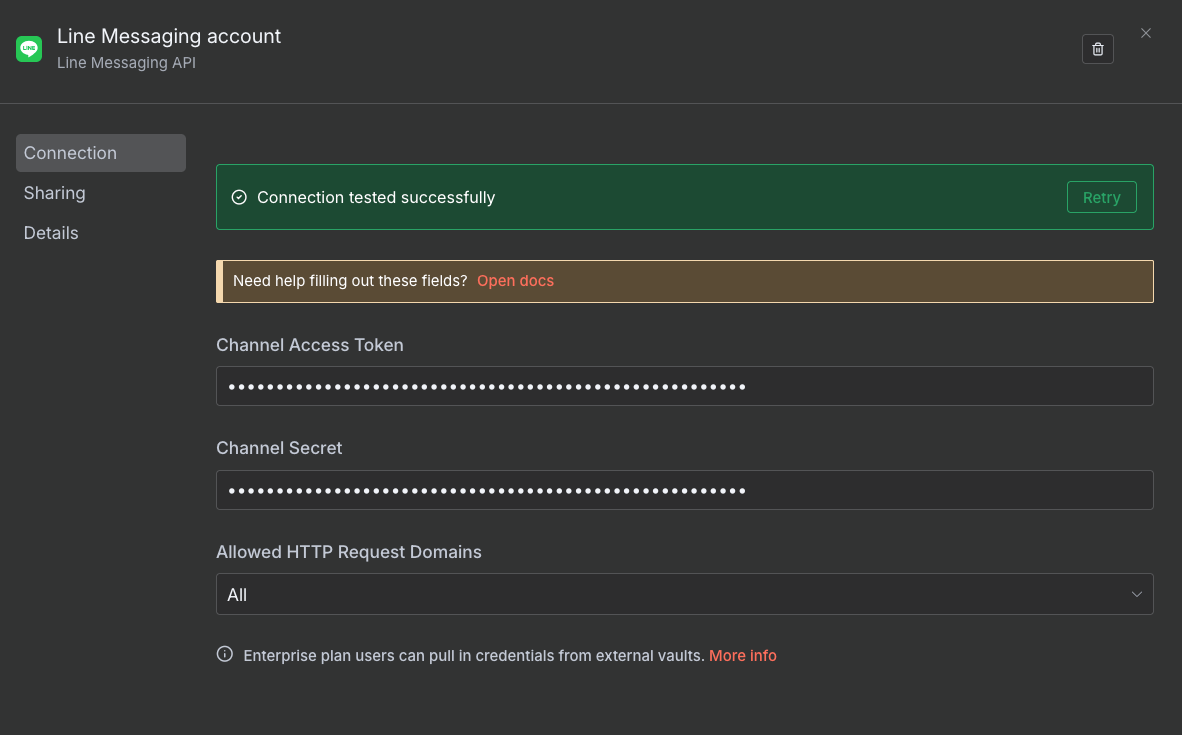 LINE
Line Messaging account
Line Messaging API
Connection
Sharing
Details
Connection tested successfully
Retry
Need help filling out these fields? Open docs
Channel Access Token
••••••••••••••••••••••••••••••••••••••••••••••••••••••
Channel Secret
••••••••••••••••••••••••••••••••••••••••••••••••••••••
Allowed HTTP Request Domains
All
Enterprise plan users can pull in credentials from external vaults. More info